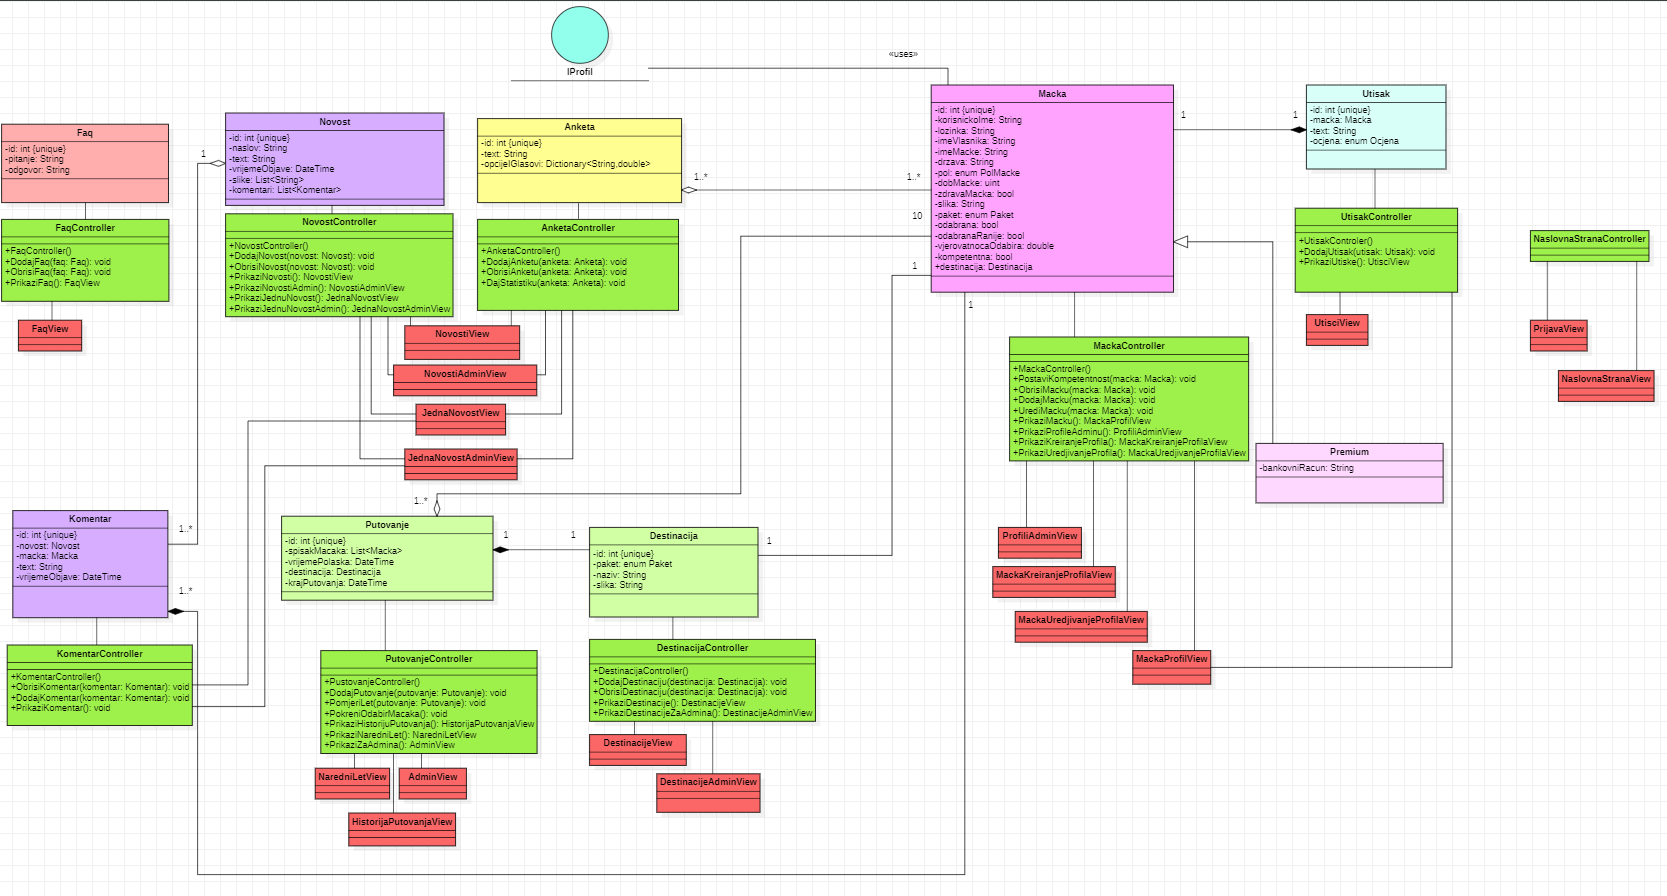 IProfil
«uses»
Faq
-id: int {unique}
-pitanje: String
-odgovor: String
FaqController
+FaqController()
+DodajFaq(faq: Faq): void
+ObrisiFaq(faq: Faq): void
+PrikaziFaq(): FaqView
FaqView
1
Novost
-id: int {unique}
-naslov: String
-text: String
-vrijemeObjave: DateTime
-slike: List<String>
-komentari: List<Komentar>
NovostController
+NovostController()
+DodajNovost(novost: Novost): void
+ObrisiNovost(novost: Novost): void
+PrikaziNovosti(): NovostiView
+PrikaziNovostiAdmin(): NovostiAdminView
+PrikaziJednuNovost(): JednaNovostView
+PrikaziJednuNovostAdmin(): JednaNovostAdminView
Anketa
-id: int {unique}
-text: String
-opcijeIGlasovi: Dictionary<String,double>
1..*
1..*
AnketaController
+AnketaController()
+DodajAnketu(anketa: Anketa): void
+ObrisiAnketu(anketa: Anketa): void
+DajStatistiku(anketa: Anketa): void
NovostiView
NovostiAdminView
JednaNovostView
JednaNovostAdminView
Macka
-id: int {unique}
-korisnickoIme: String
-lozinka: String
-imeVlasnika: String
-imeMacke: String
-drzava: String
-pol: enum PolMacke
-dobMacke: uint
-zdravaMacka: bool
-slika: String
-paket: enum Paket
-odabrana: bool
-odabranaRanije: bool
-vjerovatnocaOdabira: double
-kompetentna: bool
+destinacija: Destinacija
10
1
1
1
1
Utisak
-id: int {unique}
-macka: Macka
-text: String
-ocjena: enum Ocjena
UtisakController
+UtisakControler()
+DodajUtisak(utisak: Utisak): void
+PrikaziUtiske(): UtisciView
UtisciView
NaslovnaStranaController
PrijavaView
NaslovnaStranaView
MackaController
+MackaController()
+PostaviKompetentnost(macka: Macka): void
+ObrisiMacku(macka: Macka): void
+DodajMacku(macka: Macka): void
+UrediMacku(macka: Macka): void
+PrikaziMacku(): MackaProfilView
+PrikaziProfileAdminu(): ProfiliAdminView
+PrikaziKreiranjeProfila(): MackaKreiranjeProfilaView
+PrikaziUredjivanjeProfila(): MackaUredjivanjeProfilaView
Premium
-bankovniRacun: String
ProfiliAdminView
MackaKreiranjeProfilaView
MackaUredjivanjeProfilaView
MackaProfilView
Komentar
-id: int {unique}
-novost: Novost
-macka: Macka
-text: String
-vrijemeObjave: DateTime
1..*
1..*
KomentarController
+KomentarController()
+ObrisiKomentar(komentar: Komentar): void
+DodajKomentar(komentar: Komentar): void
+PrikaziKomentar(): void
1..*
Putovanje
-id: int {unique}
-spisakMacaka: List<Macka>
-vrijemePolaska: DateTime
-destinacija: Destinacija
-krajPutovanja: DateTime
1
1
PutovanjeController
+PustovanjeController()
+DodajPutovanje(putovanje: Putovanje): void
+PomjeriLet(putovanje: Putovanje): void
+PokreniOdabirMacaka(): void
+PrikaziHistorijuPutovanja(): HistorijaPutovanjaView
+PrikaziNaredniLet(): NaredniLetView
+PrikaziZaAdmina(): AdminView
NaredniLetView
AdminView
HistorijaPutovanjaView
Destinacija
-id: int {unique}
-paket: enum Paket
-naziv: String
-slika: String
1
DestinacijaController
+DestinacijaController()
+DodajDestinaciju(destinacija: Destinacija): void
+ObrisiDestinaciju(destinacija: Destinacija): void
+PrikaziDestinacije(): DestinacijeView
+PrikaziDestinacijeZaAdmina(): DestinacijeAdminView
DestinacijeView
DestinacijeAdminView